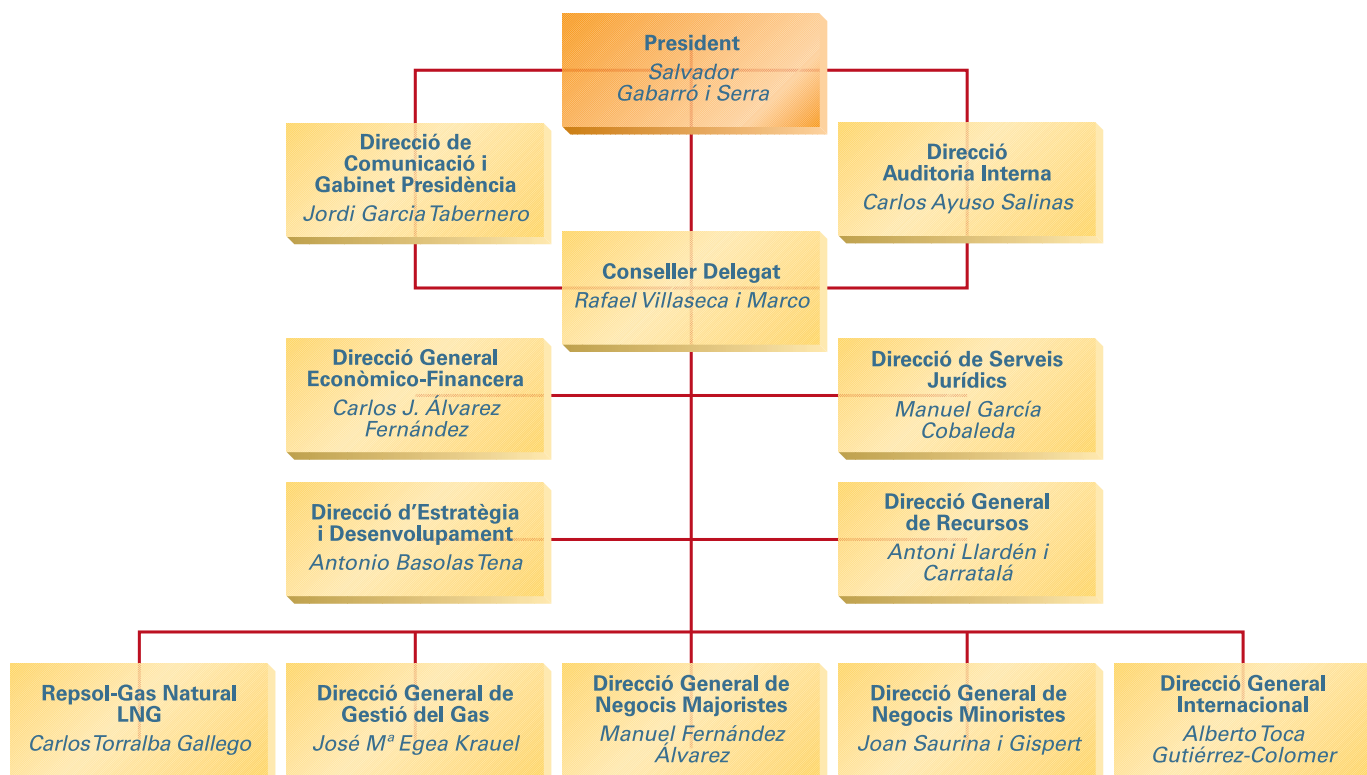 President
Salvador
Gabarró i Serra
Direcció de
Comunicació i
Gabinet Presidència
Jordi Garcia Tabernero
Direcció
Auditoria Interna
Carlos Ayuso Salinas
Conseller Delegat
Rafael Villaseca i Marco
Direcció General
Econòmico-Financera
Carlos J. Álvarez
Fernández
Direcció de Serveis
Jurídics
Manuel García
Cobaleda
Direcció d’Estratègia
i Desenvolupament
Antonio Basolas Tena
Direcció General
de Recursos
Antoni Llardén i
Carratalá
Repsol-Gas Natural
LNG
Carlos Torralba Gallego
Direcció General de
Gestió del Gas
José Mª Egea Krauel
Direcció General de
Negocis Majoristes
Manuel Fernández
Álvarez
Direcció General de
Negocis Minoristes
Joan Saurina i Gispert
Direcció General
Internacional
Alberto Toca
Gutiérrez-Colomer